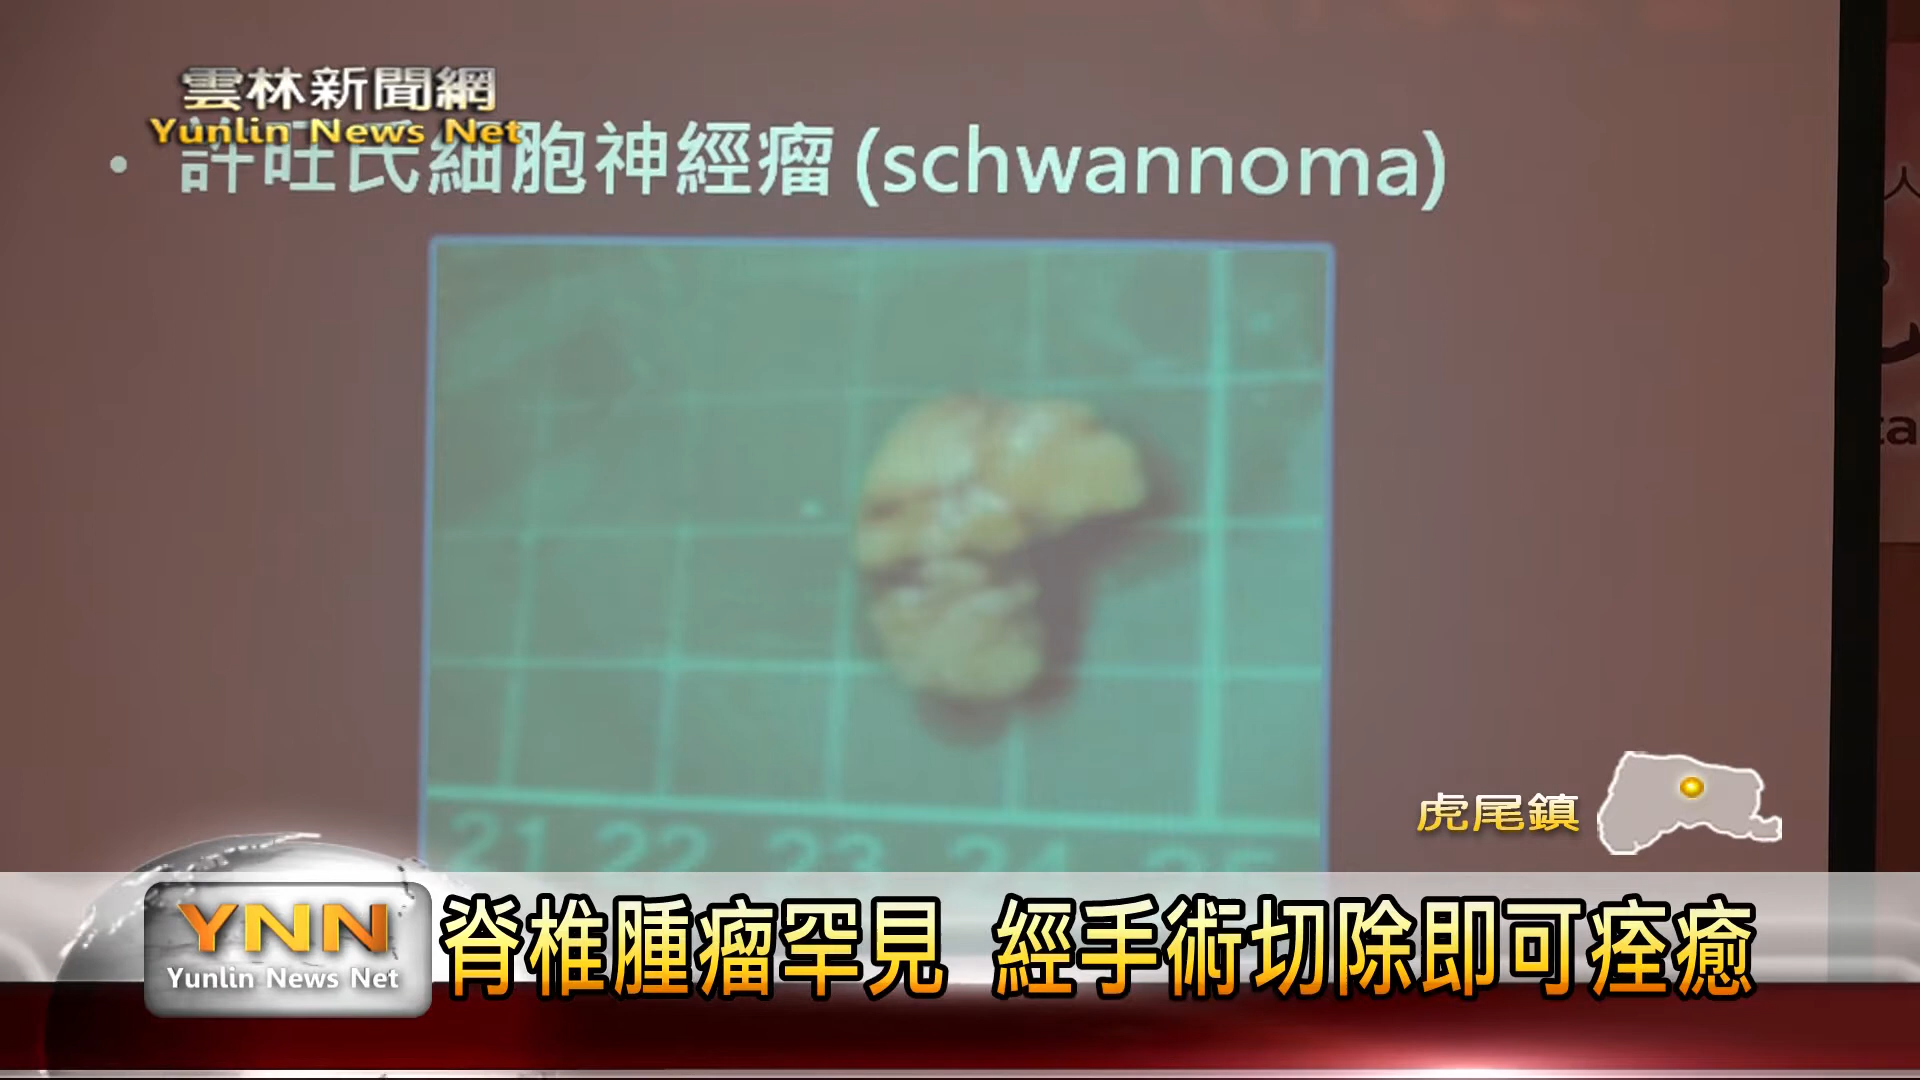 雲林新聞網
Yunlin News Net
• 許旺氏細胞神經瘤 (schwannoma)
人
ta
21 22 23 24 25
虎尾鎮
YNN
Yunlin News Net
脊椎腫瘤罕見 經手術切除即可痊癒